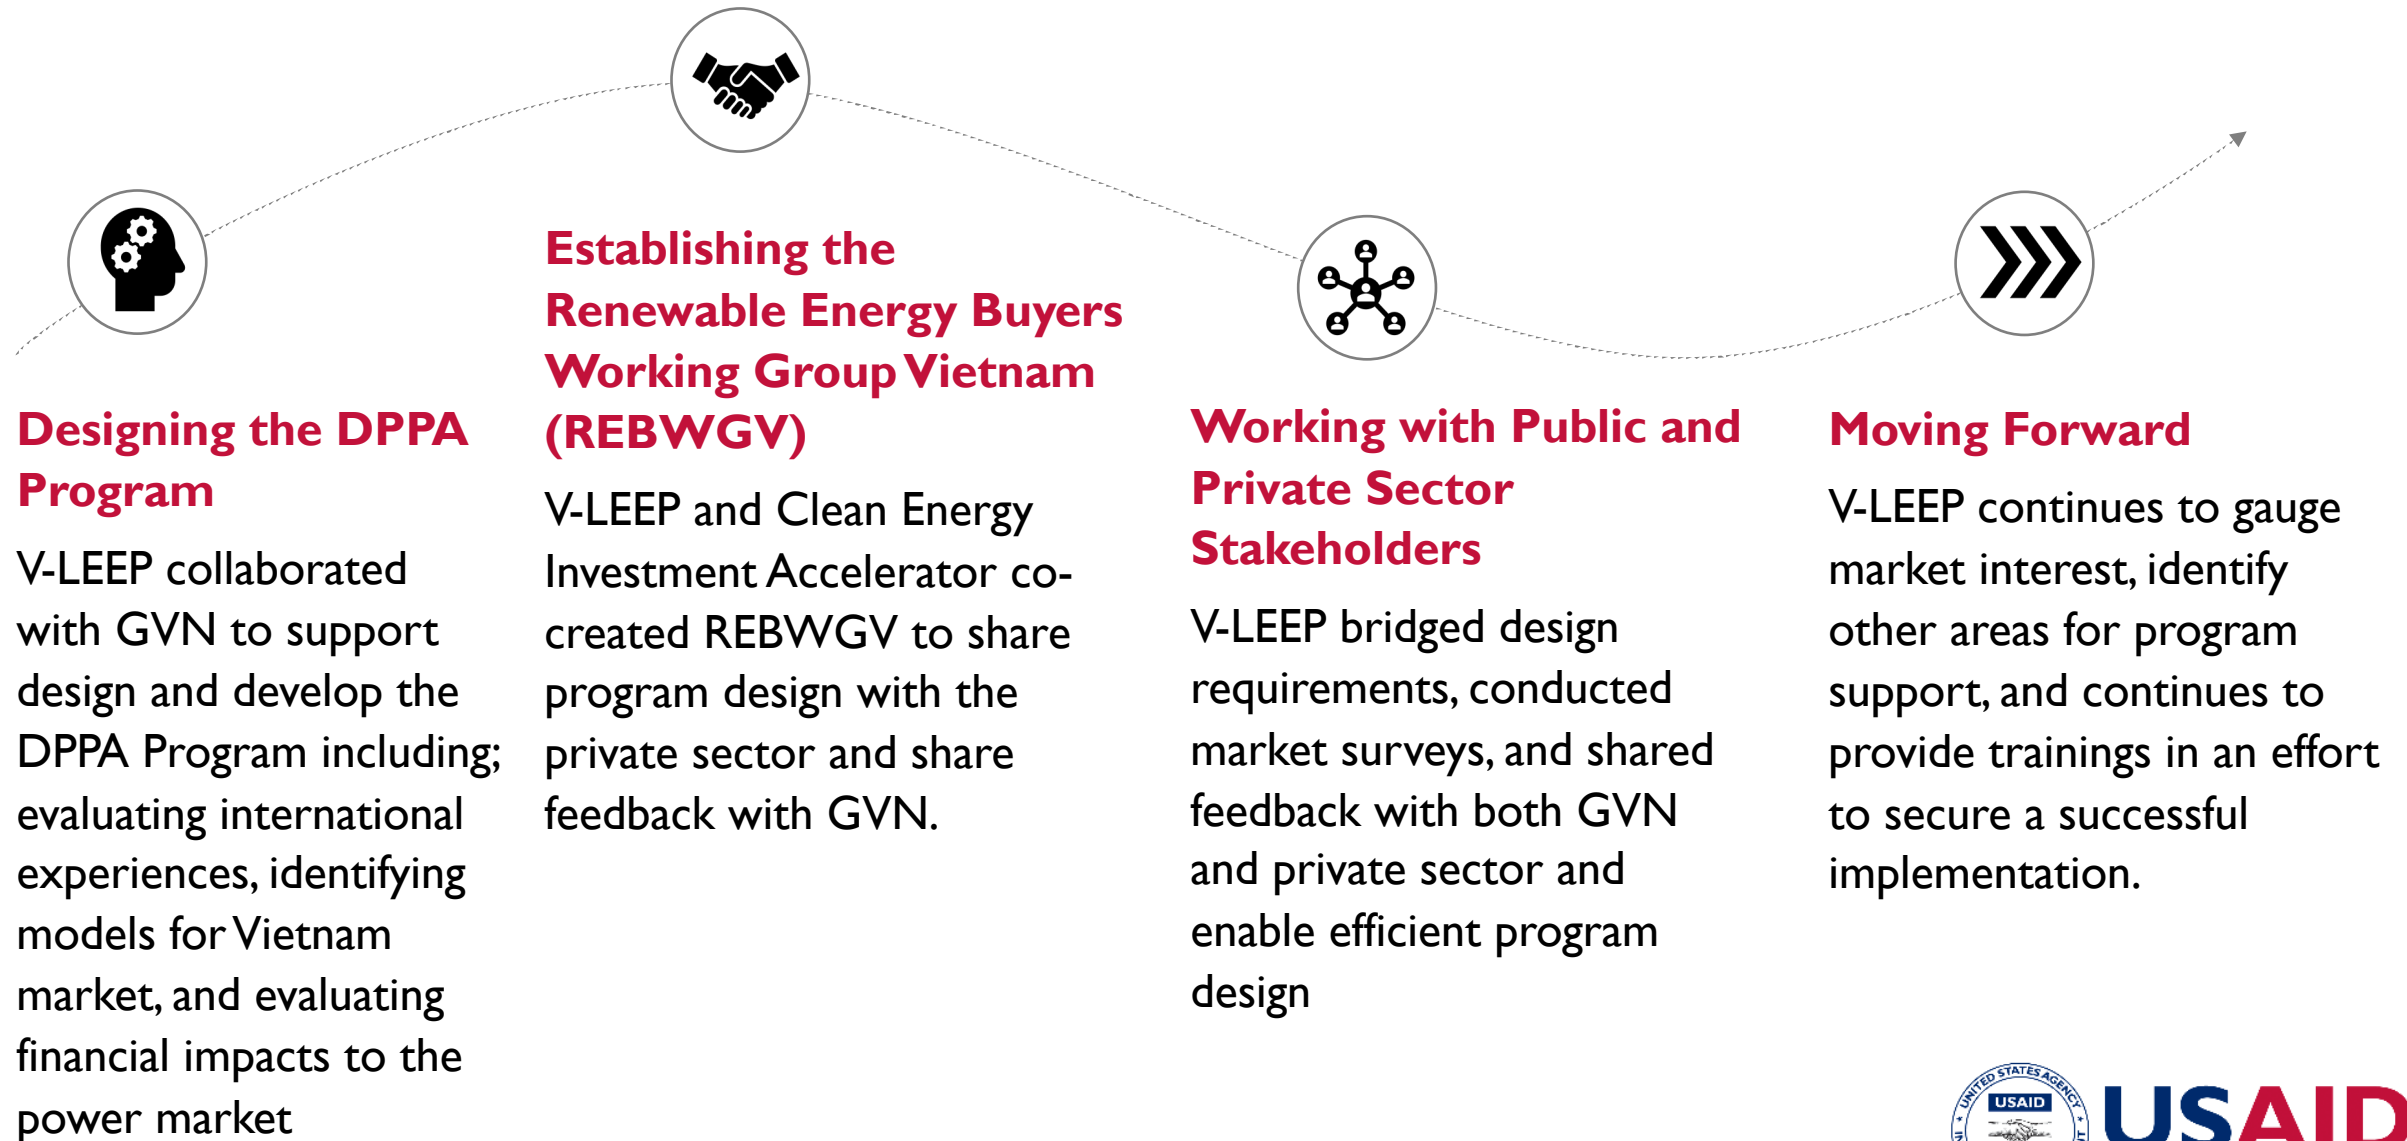 Designing the DPPA
Program
V-LEEP collaborated
with GVN to support
design and develop the
DPPA Program including;
evaluating international
experiences, identifying
models for Vietnam
market, and evaluating
financial impacts to the
power market
Establishing the
Renewable Energy Buyers
Working Group Vietnam
(REBWGV)
V-LEEP and Clean Energy
Investment Accelerator co-
created REBWGV to share
program design with the
private sector and share
feedback with GVN.
Working with Public and
Private Sector
Stakeholders
V-LEEP bridged design
requirements, conducted
market surveys, and shared
feedback with both GVN
and private sector and
enable efficient program
design
Moving Forward
V-LEEP continues to gauge
market interest, identify
other areas for program
support, and continues to
provide trainings in an effort
to secure a successful
implementation.
UNITED STATES AGENCY
USAID
USAID